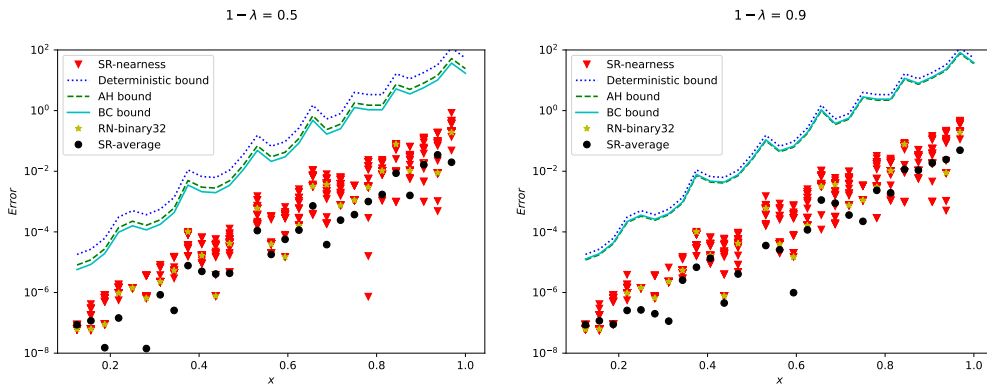 1 − λ = 0.5
10²
10⁰
10⁻²
10⁻⁴
10⁻⁶
10⁻⁸
Error
SR-nearness
Deterministic bound
AH bound
BC bound
RN-binary32
SR-average
0.2 0.4 0.6 0.8 1.0
x
1 − λ = 0.9
10²
10⁰
10⁻²
10⁻⁴
10⁻⁶
10⁻⁸
Error
SR-nearness
Deterministic bound
AH bound
BC bound
RN-binary32
SR-average
0.2 0.4 0.6 0.8 1.0
x